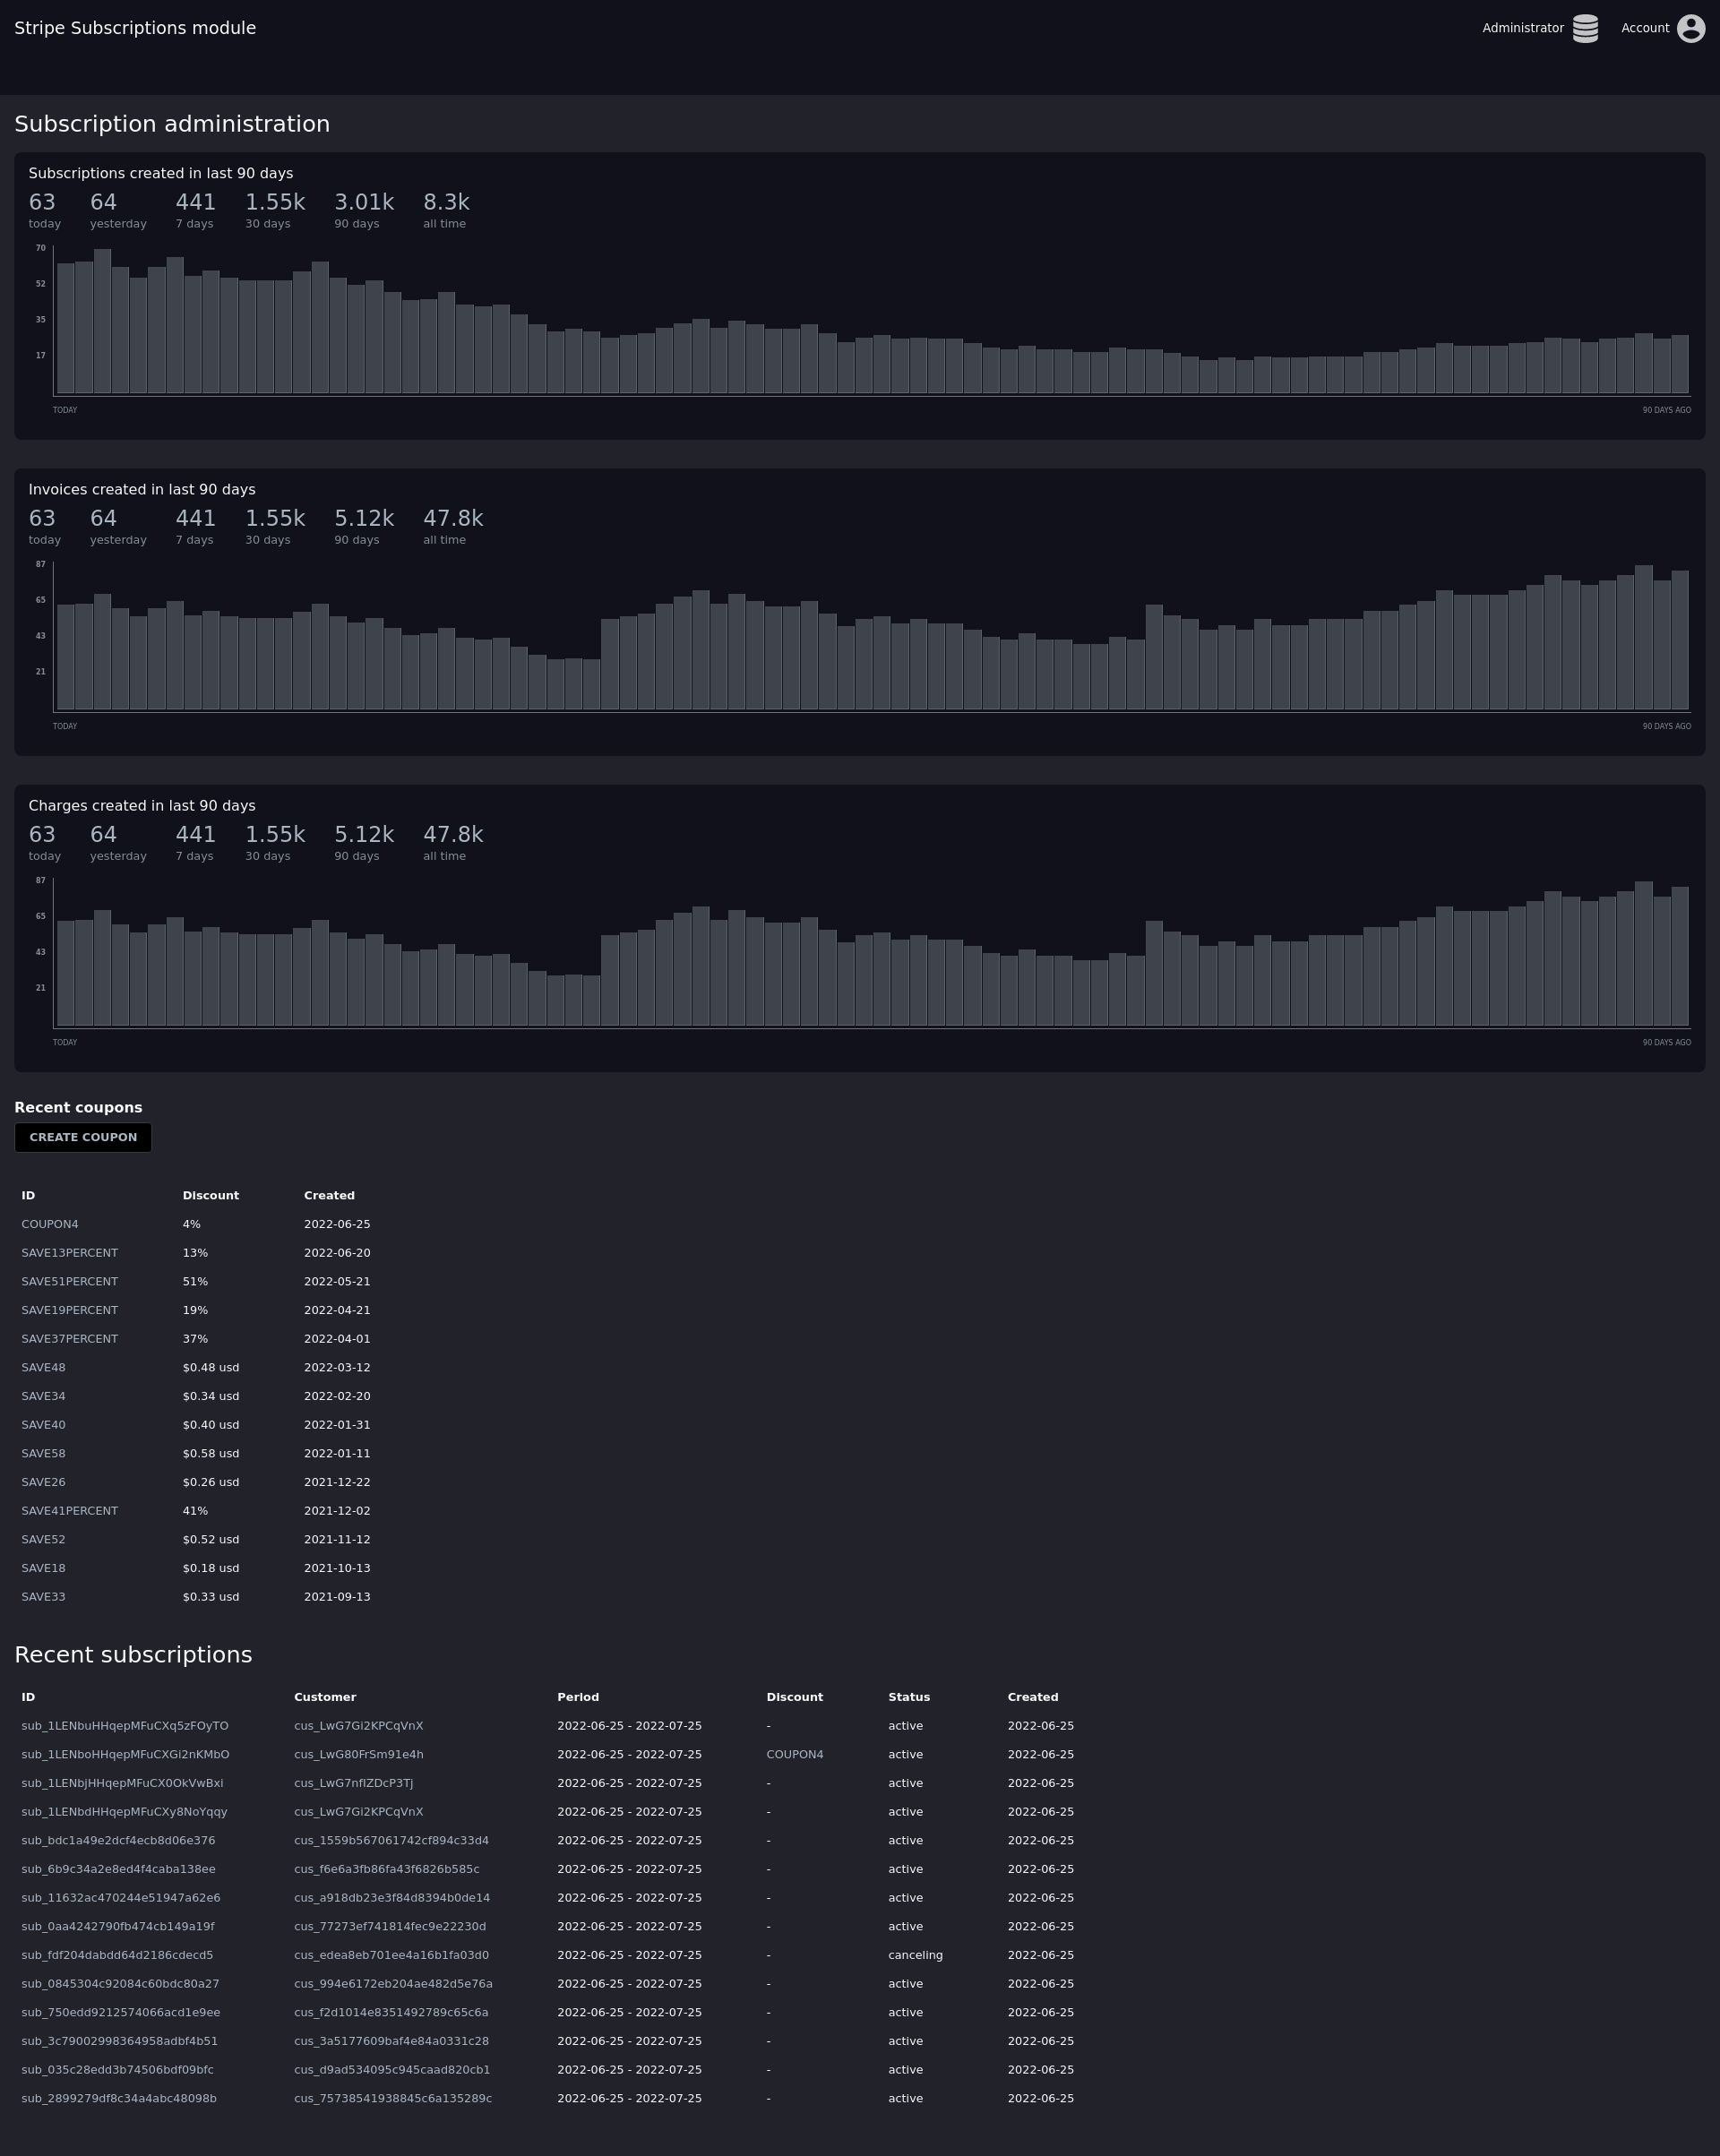 Stripe Subscriptions module
Administrator Account
Subscription administration
Subscriptions created in last 90 days
63 64 441 1.55k 3.01k 8.3k
today yesterday 7 days 30 days 90 days all time
70
52
35
17
TODAY 90 DAYS AGO
Invoices created in last 90 days
63 64 441 1.55k 5.12k 47.8k
today yesterday 7 days 30 days 90 days all time
87
65
43
21
TODAY 90 DAYS AGO
Charges created in last 90 days
63 64 441 1.55k 5.12k 47.8k
today yesterday 7 days 30 days 90 days all time
87
65
43
21
TODAY 90 DAYS AGO
Recent coupons
CREATE COUPON
ID Discount Created
COUPON4 4% 2022-06-25
SAVE13PERCENT 13% 2022-06-20
SAVE51PERCENT 51% 2022-05-21
SAVE19PERCENT 19% 2022-04-21
SAVE37PERCENT 37% 2022-04-01
SAVE48 $0.48 usd 2022-03-12
SAVE34 $0.34 usd 2022-02-20
SAVE40 $0.40 usd 2022-01-31
SAVE58 $0.58 usd 2022-01-11
SAVE26 $0.26 usd 2021-12-22
SAVE41PERCENT 41% 2021-12-02
SAVE52 $0.52 usd 2021-11-12
SAVE18 $0.18 usd 2021-10-13
SAVE33 $0.33 usd 2021-09-13
Recent subscriptions
ID Customer Period Discount Status Created
sub_1LENbuHHqepMFuCXq5zFOyTO cus_LwG7Gi2KPCqVnX 2022-06-25 - 2022-07-25 - active 2022-06-25
sub_1LENboHHqepMFuCXGi2nKMbO cus_LwG80FrSm91e4h 2022-06-25 - 2022-07-25 COUPON4 active 2022-06-25
sub_1LENbjHHqepMFuCX0OkVwBxi cus_LwG7nfIZDcP3Tj 2022-06-25 - 2022-07-25 - active 2022-06-25
sub_1LENbdHHqepMFuCXy8NoYqqy cus_LwG7Gi2KPCqVnX 2022-06-25 - 2022-07-25 - active 2022-06-25
sub_bdc1a49e2dcf4ecb8d06e376 cus_1559b567061742cf894c33d4 2022-06-25 - 2022-07-25 - active 2022-06-25
sub_6b9c34a2e8ed4f4caba138ee cus_f6e6a3fb86fa43f6826b585c 2022-06-25 - 2022-07-25 - active 2022-06-25
sub_11632ac470244e51947a62e6 cus_a918db23e3f84d8394b0de14 2022-06-25 - 2022-07-25 - active 2022-06-25
sub_0aa4242790fb474cb149a19f cus_77273ef741814fec9e22230d 2022-06-25 - 2022-07-25 - active 2022-06-25
sub_fdf204dabdd64d2186cdecd5 cus_edea8eb701ee4a16b1fa03d0 2022-06-25 - 2022-07-25 - canceling 2022-06-25
sub_0845304c92084c60bdc80a27 cus_994e6172eb204ae482d5e76a 2022-06-25 - 2022-07-25 - active 2022-06-25
sub_750edd9212574066acd1e9ee cus_f2d1014e8351492789c65c6a 2022-06-25 - 2022-07-25 - active 2022-06-25
sub_3c79002998364958adbf4b51 cus_3a5177609baf4e84a0331c28 2022-06-25 - 2022-07-25 - active 2022-06-25
sub_035c28edd3b74506bdf09bfc cus_d9ad534095c945caad820cb1 2022-06-25 - 2022-07-25 - active 2022-06-25
sub_2899279df8c34a4abc48098b cus_75738541938845c6a135289c 2022-06-25 - 2022-07-25 - active 2022-06-25